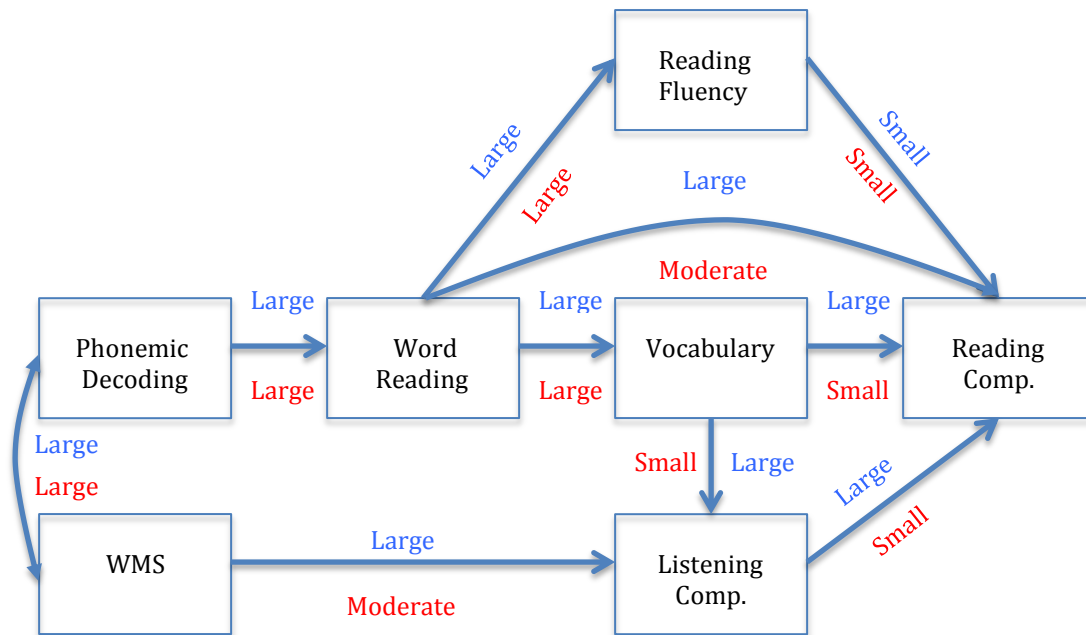 Reading
Fluency
Large
Large
Small
Small
Large
Moderate
Large
Large
Large
Phonemic
Decoding
Word
Reading
Vocabulary
Reading
Comp.
Large
Large
Small
Large
Large
Small
Large
Large
Small
WMS
Large
Moderate
Listening
Comp.